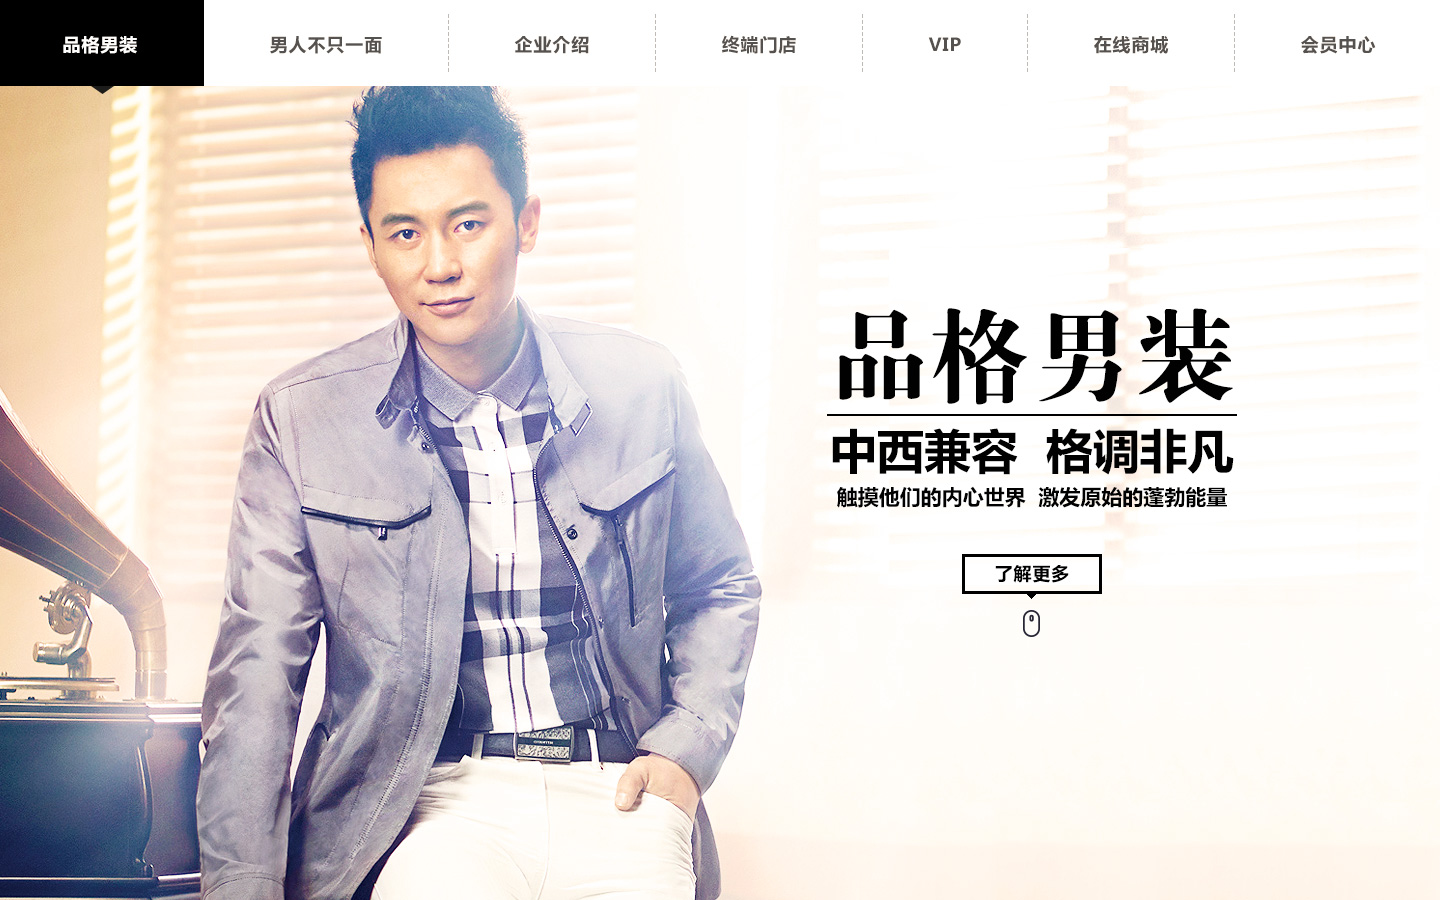 品格男装
男人不只一面
企业介绍
终端门店
VIP
在线商城
会员中心
品格男装
中西兼容 格调非凡
触摸他们的内心世界 激发原始的蓬勃能量
了解更多